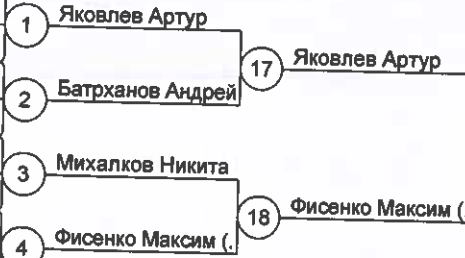 1 Яковлев Артур
17 Яковлев Артур
2 Батрханов Андрей
3 Михалков Никита
18 Фисенко Максим (.
4 Фисенко Максим (.